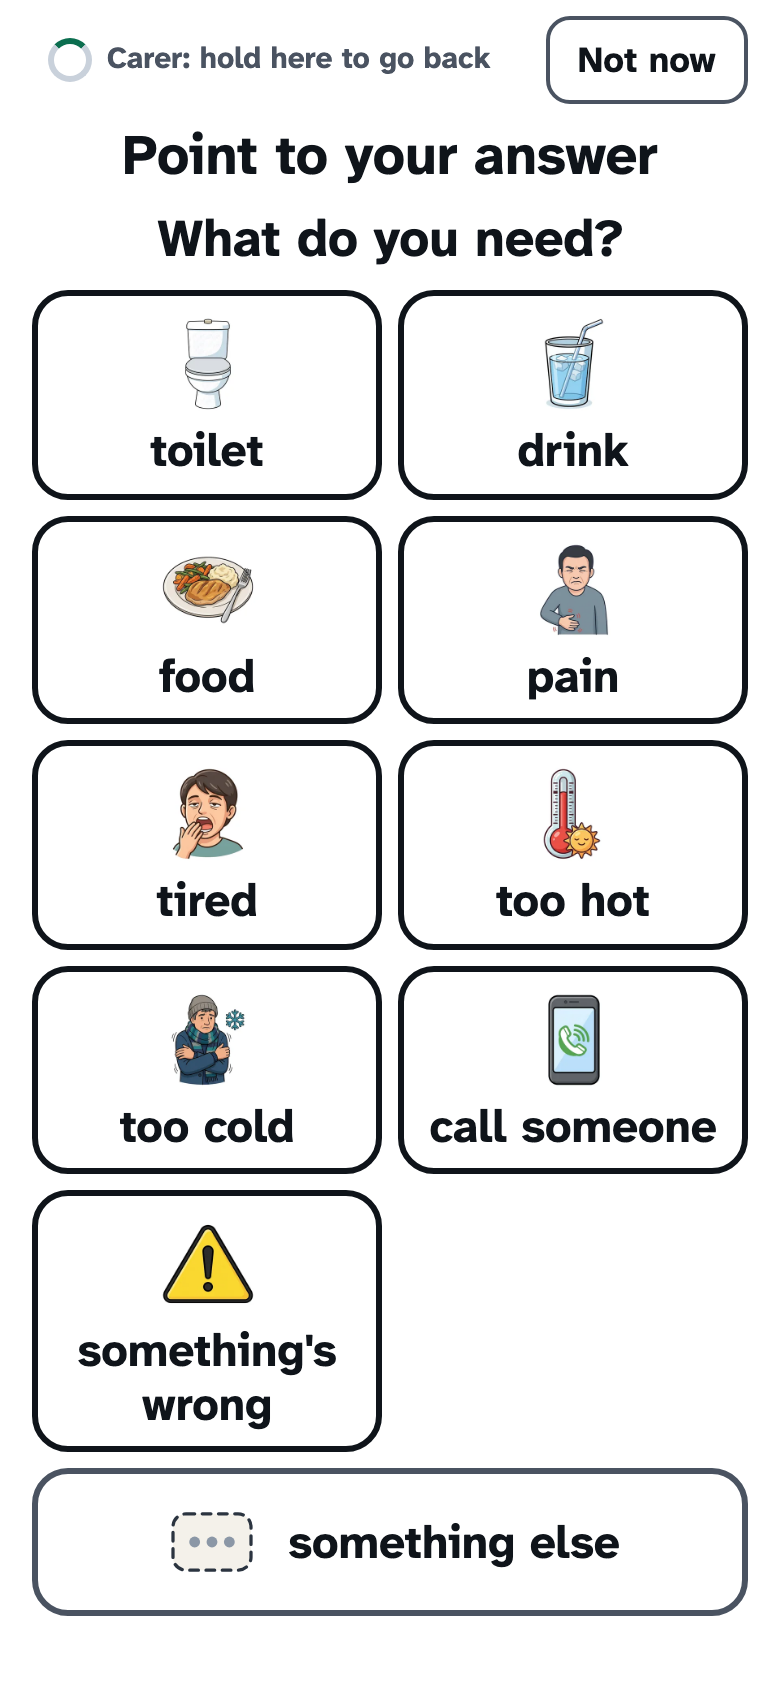 Carer: hold here to go back
Not now
Point to your answer
What do you need?
toilet
drink
food
pain
tired
too hot
too cold
call someone
something's
wrong
something else